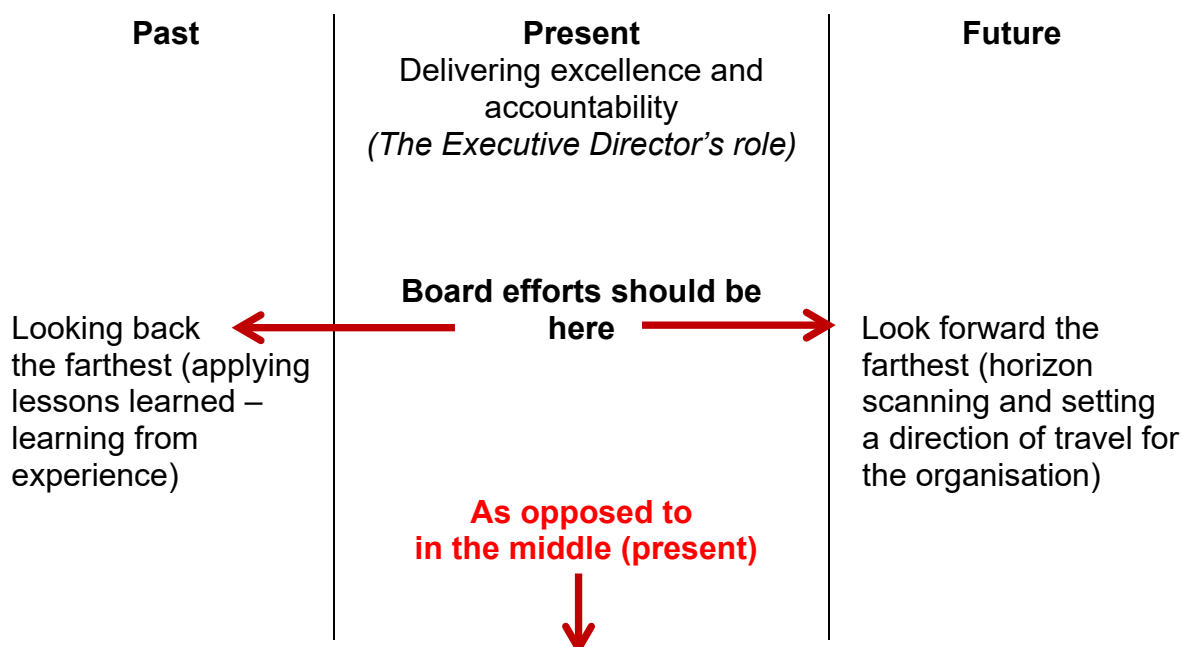 Past
Present
Future
Delivering excellence and
accountability
(The Executive Director’s role)
Board efforts should be
here
Looking back
the farthest (applying
lessons learned –
learning from
experience)
Look forward the
farthest (horizon
scanning and setting
a direction of travel for
the organisation)
As opposed to
in the middle (present)